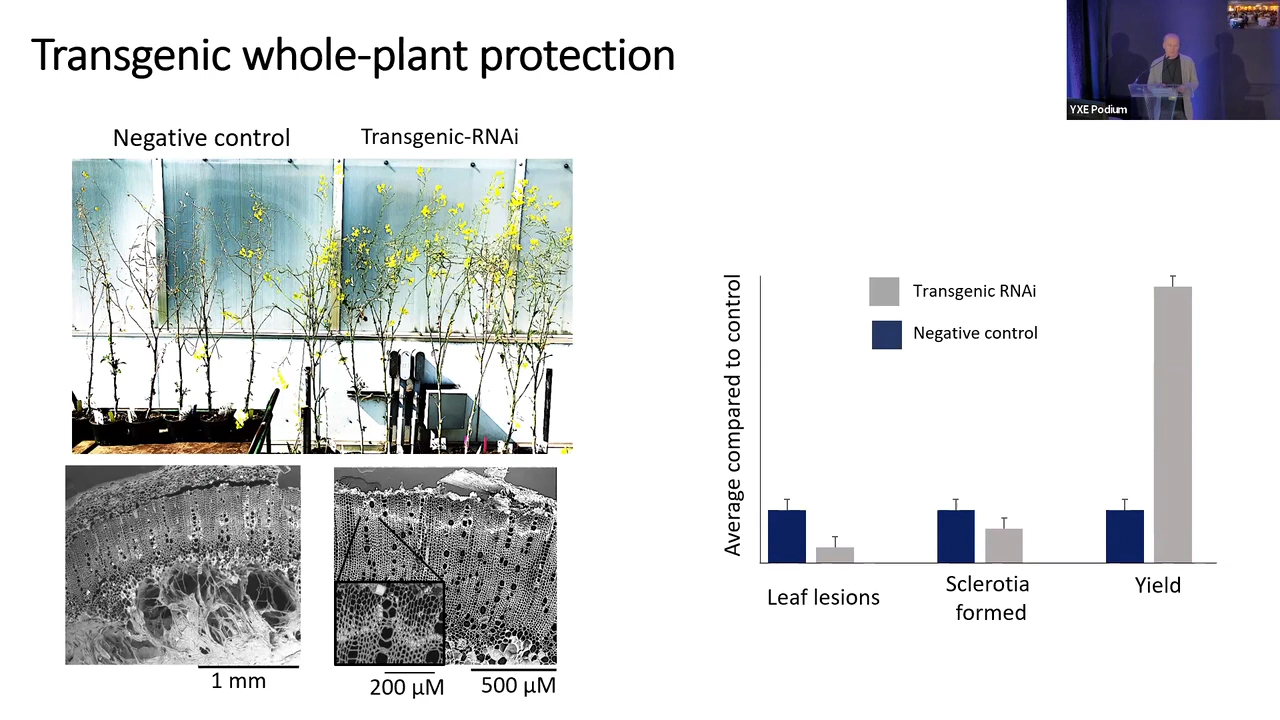 Transgenic whole-plant protection
YXE Podium
Negative control
Transgenic-RNAi
1 mm
200 µM
500 µM
Average compared to control
Transgenic RNAi
Negative control
Leaf lesions
Sclerotia
formed
Yield